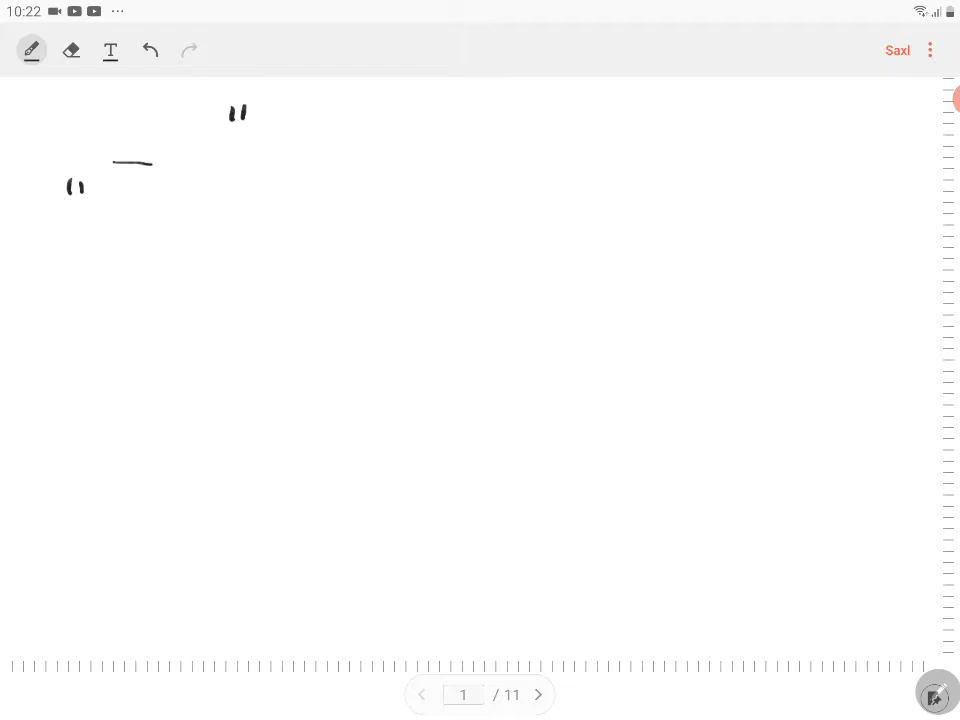 10:22
T Saxl
"
—
"
1 / 11